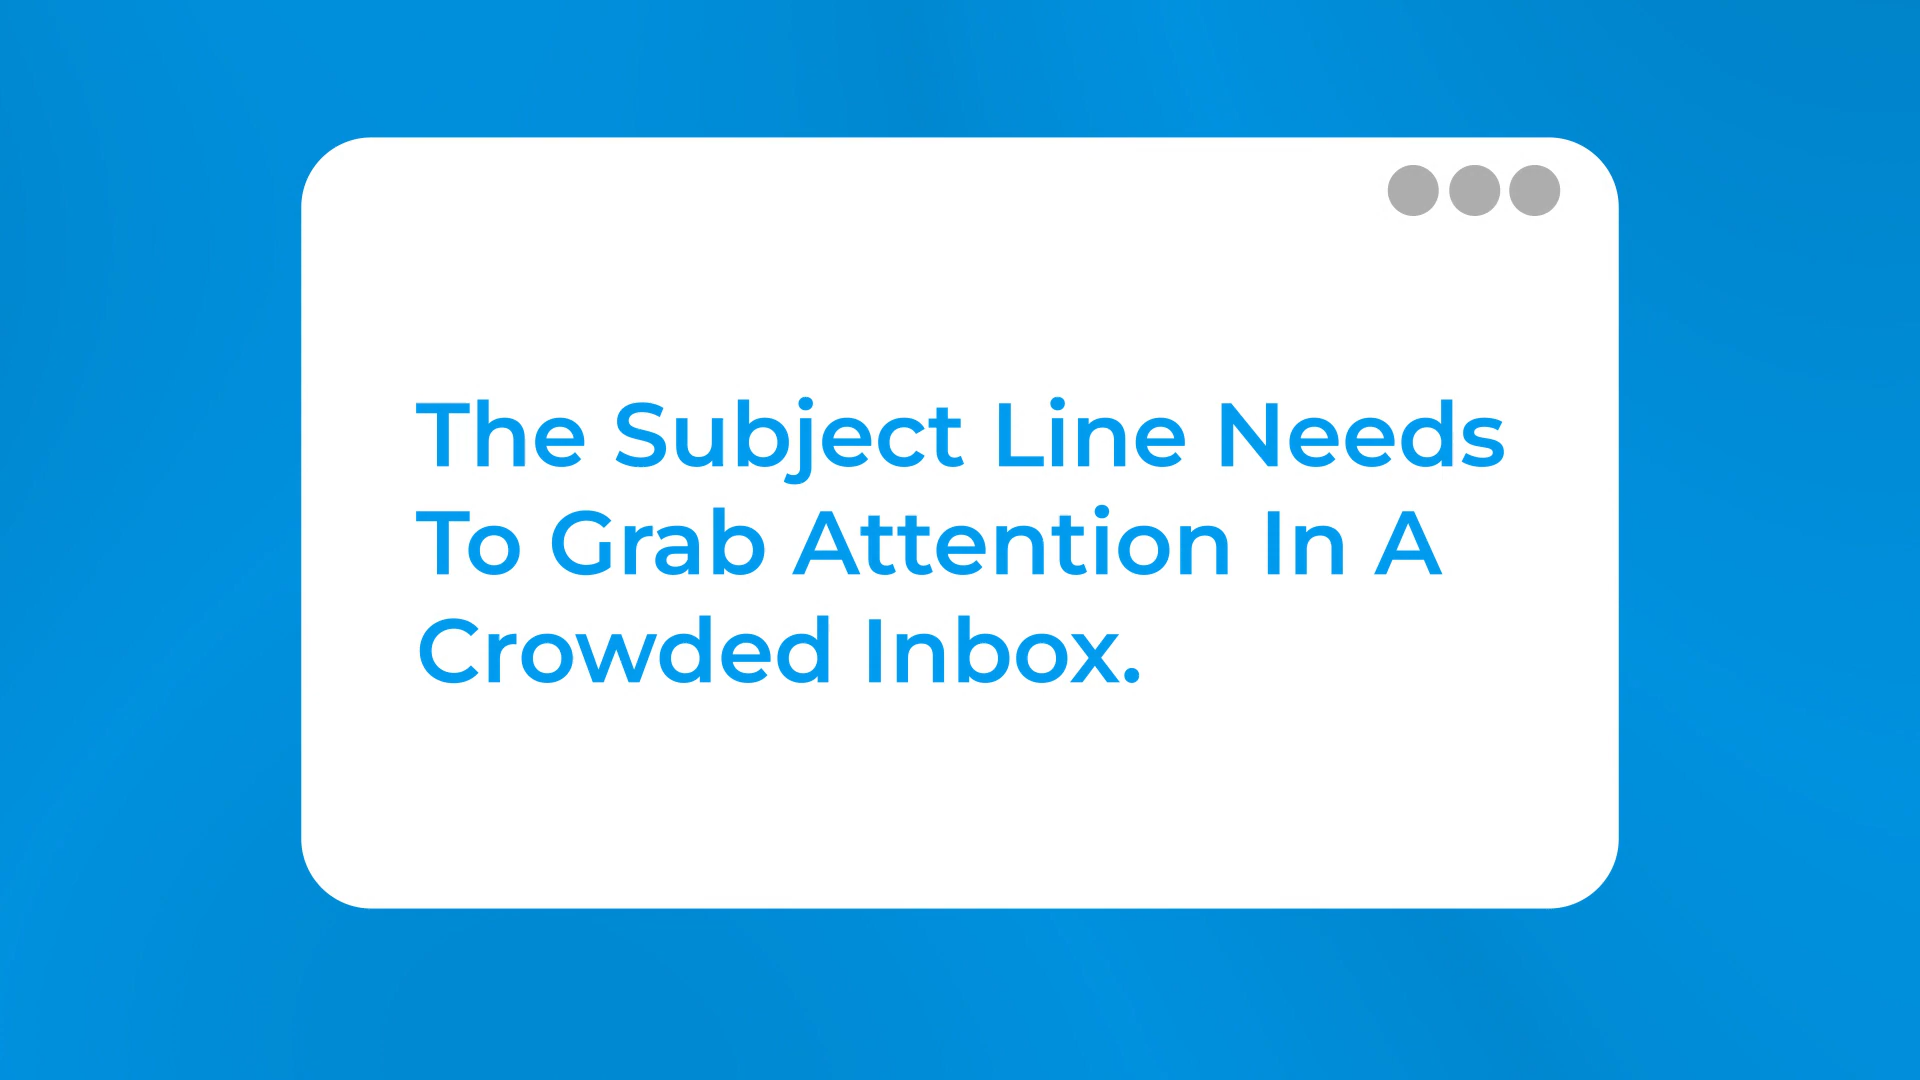 The Subject Line Needs
To Grab Attention In A
Crowded Inbox.